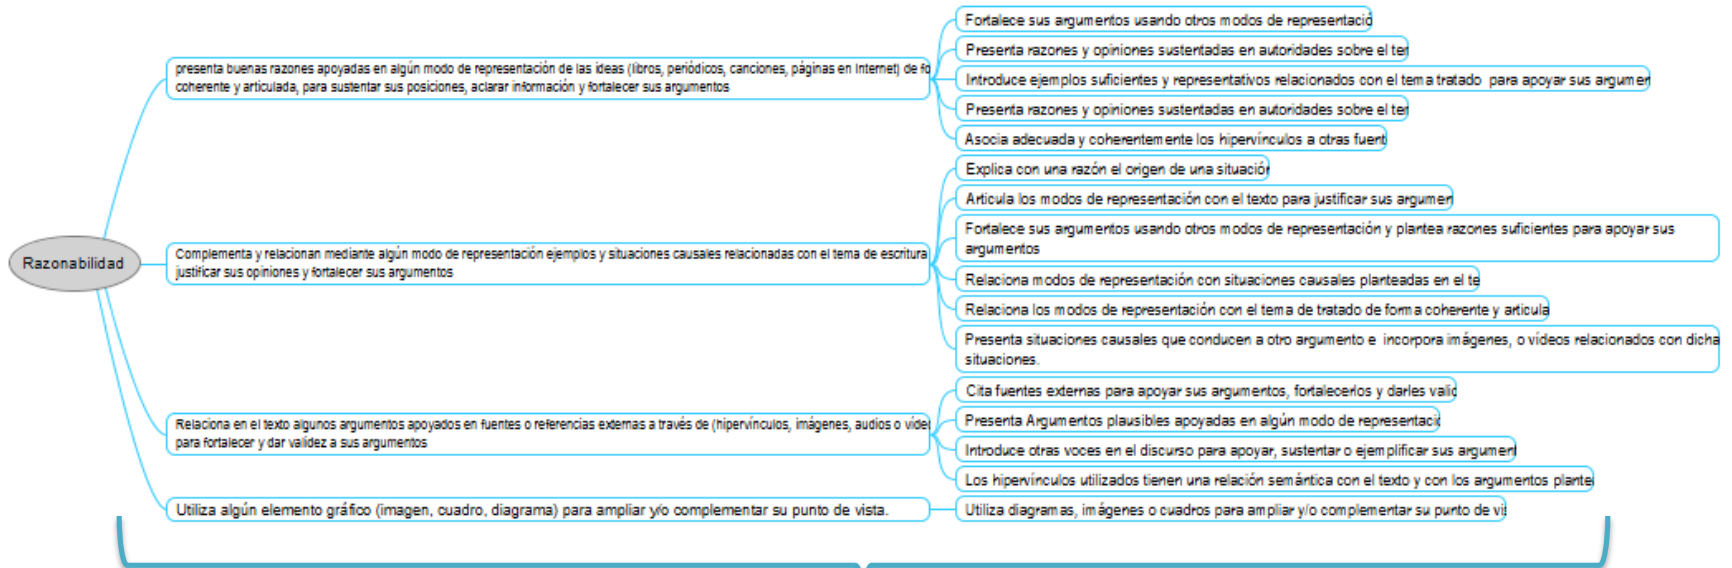 Razonabilidad
presenta buenas razones apoyadas en algún modo de representación de las ideas (libros, periódicos, canciones, páginas en Internet) de fo
coherente y articulada, para sustentar sus posiciones, aclarar información y fortalecer sus argumentos
Fortalece sus argumentos usando otros modos de representació
Presenta razones y opiniones sustentadas en autoridades sobre el ter
Introduce ejemplos suficientes y representativos relacionados con el tema tratado para apoyar sus argumer
Presenta razones y opiniones sustentadas en autoridades sobre el ter
Asocia adecuada y coherentemente los hipervínculos a otras fuent
Complementa y relacionan mediante algún modo de representación ejemplos y situaciones causales relacionadas con el tema de escritura
justificar sus opiniones y fortalecer sus argumentos
Explica con una razón el origen de una situación
Articula los modos de representación con el texto para justificar sus argumen
Fortalece sus argumentos usando otros modos de representación y plantea razones suficientes para apoyar sus
argumentos
Relaciona modos de representación con situaciones causales planteadas en el te
Relaciona los modos de representación con el tema de tratado de forma coherente y articula
Presenta situaciones causales que conducen a otro argumento e incorpora imágenes, o vídeos relacionados con dicha
situaciones.
Relaciona en el texto algunos argumentos apoyados en fuentes o referencias externas a través de (hipervínculos, imágenes, audios o víde
para fortalecer y dar validez a sus argumentos
Cita fuentes externas para apoyar sus argumentos, fortalecerlos y darles valid
Presenta Argumentos plausibles apoyadas en algún modo de representació
Introduce otras voces en el discurso para apoyar, sustentar o ejemplificar sus argument
Los hipervínculos utilizados tienen una relación semántica con el texto y con los argumentos plante
Utiliza algún elemento gráfico (imagen, cuadro, diagrama) para ampliar y/o complementar su punto de vista.
Utiliza diagramas, imágenes o cuadros para ampliar y/o complementar su punto de vis